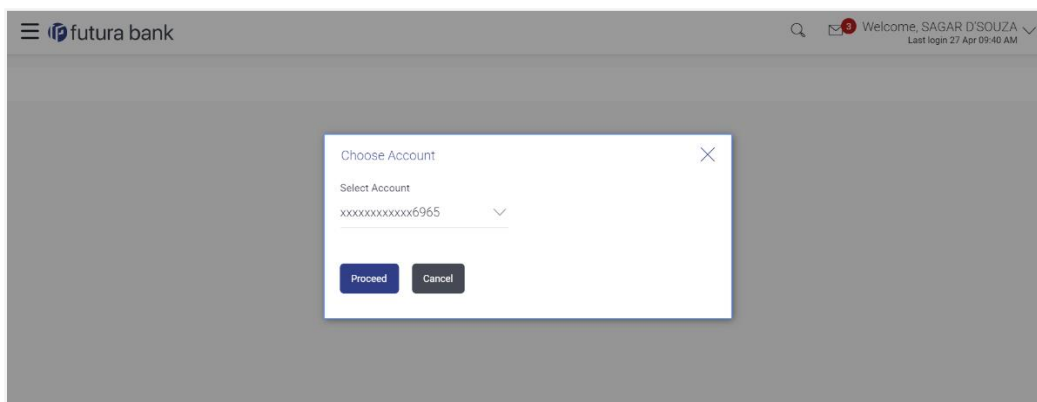 futura bank
3
Welcome, SAGAR D'SOUZA
Last login 27 Apr 09:40 AM
Choose Account
Select Account
xxxxxxxxxxxx6965
Proceed
Cancel